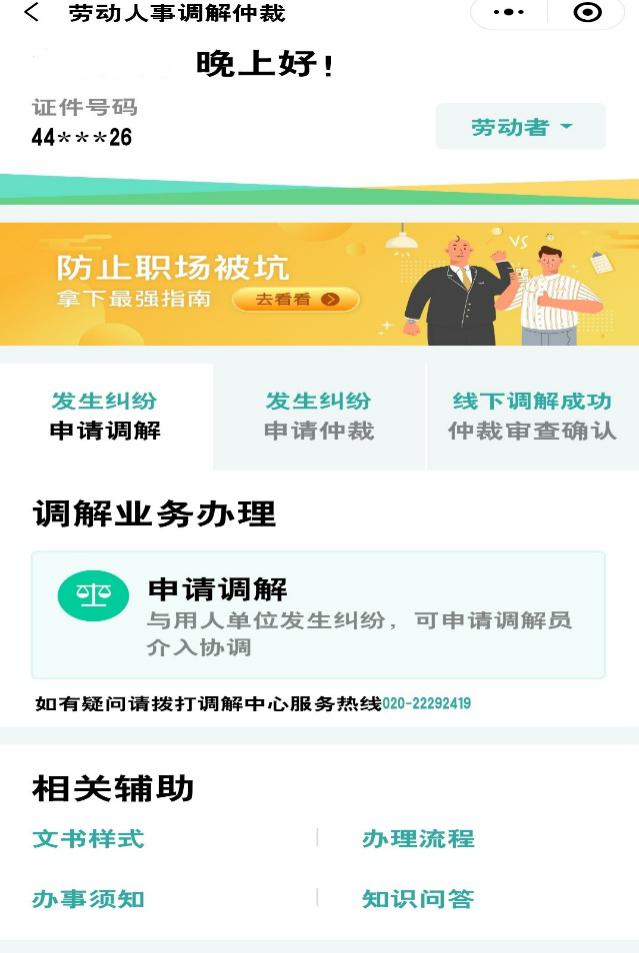 劳动人事调解仲裁
晚上好!
证件号码
44***26
劳动者
防止职场被坑
拿下最强指南
去看看
VS
发生纠纷
申请调解
发生纠纷
申请仲裁
线下调解成功
仲裁审查确认
调解业务办理
申请调解
与用人单位发生纠纷，可申请调解员
介入协调
如有疑问请拨打调解中心服务热线020-22292419
相关辅助
文书样式
办理流程
办事须知
知识问答